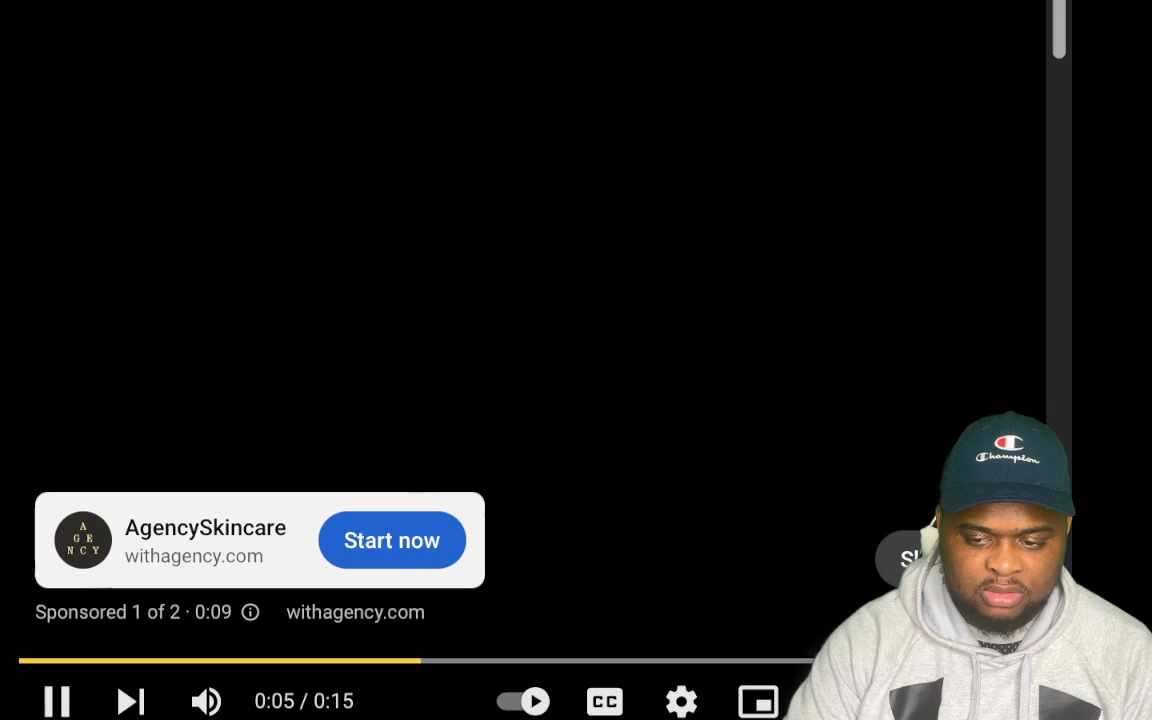 Champion
A
G E
N C Y
AgencySkincare
withagency.com
Start now
Sponsored 1 of 2 · 0:09
withagency.com
0:05 / 0:15
CC